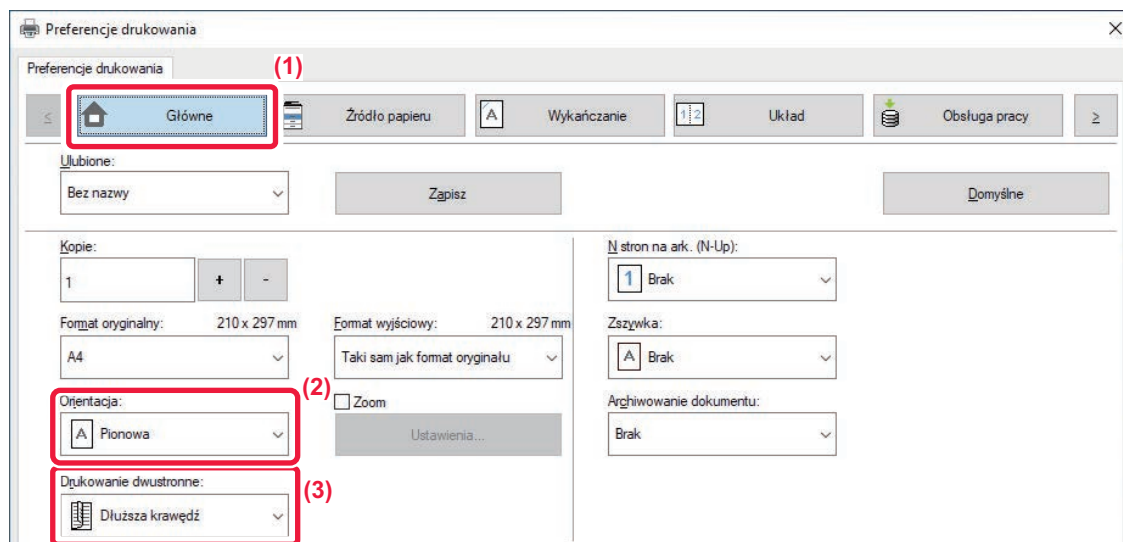 Preferencje drukowania
Preferencje drukowania
(1)
<
Główne
Źródło papieru
A
Wykańczanie
1 2
Układ
Obsługa pracy
>
Ulubione:
Bez nazwy
Zapisz
Domyślne
Kopie:
1
+
-
N stron na ark. (N-Up):
1 Brak
Format oryginalny: 210 x 297 mm
A4
Format wyjściowy: 210 x 297 mm
Taki sam jak format oryginału
Zszywka:
A Brak
(2)
Orientacja:
A Pionowa
Zoom
Ustawienia...
Archiwowanie dokumentu:
Brak
Drukowanie dwustronne:
(3)
Dłuższa krawędź